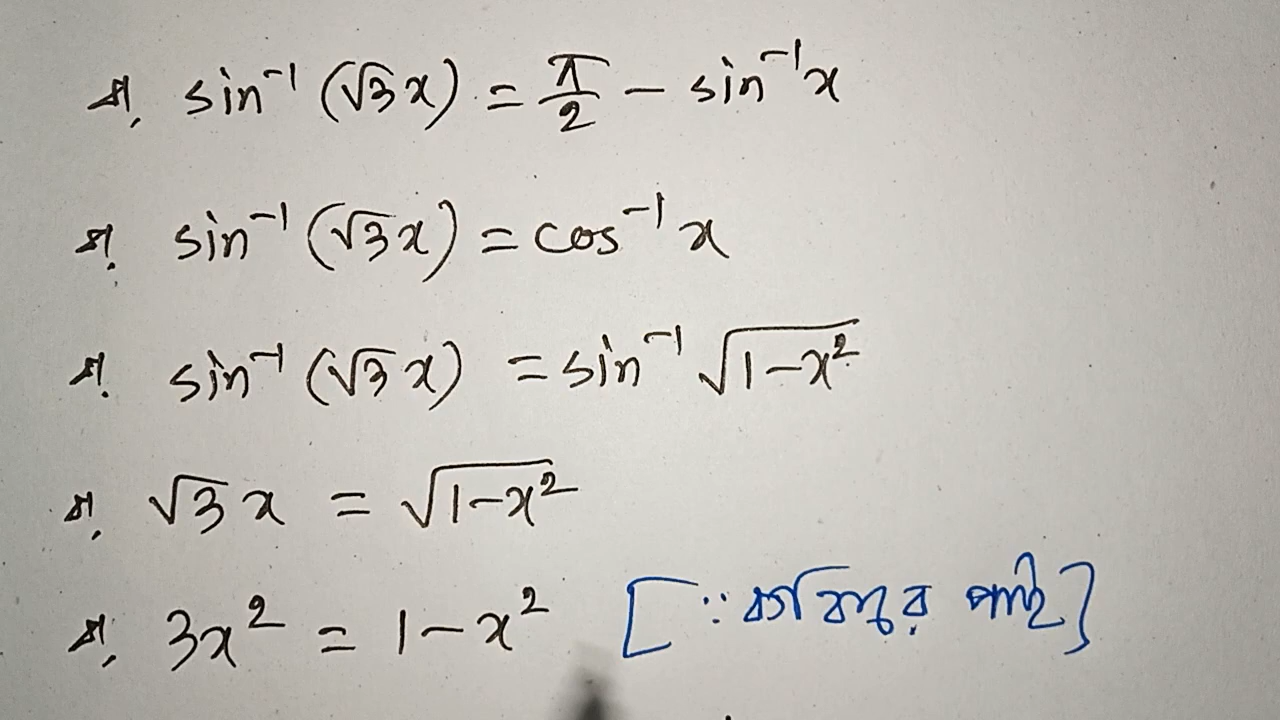 বা, sin⁻¹ (√3x) = π/2 − sin⁻¹x
বা, sin⁻¹ (√3x) = cos⁻¹ x
বা, sin⁻¹ (√3x) = sin⁻¹ √(1−x²)
বা, √3x = √(1−x²)
বা, 3x² = 1−x² [∵ বর্গ করে পাই]